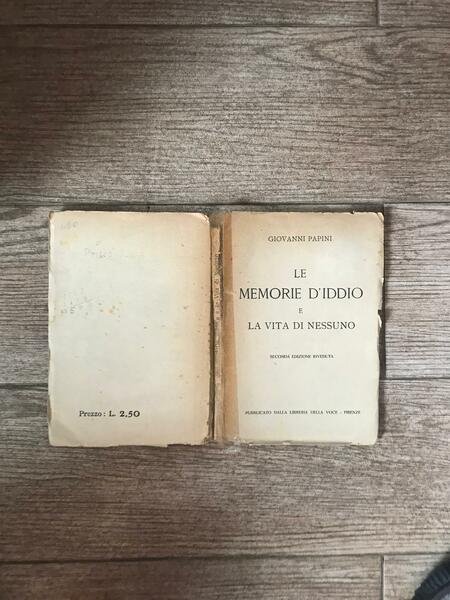 GIOVANNI PAPINI
LE
MEMORIE D'IDDIO
E
LA VITA DI NESSUNO
SECONDA EDIZIONE RIVEDUTA
PUBBLICATO DALLA LIBRERIA DELLA VOCE - FIRENZE
Prezzo: L. 2,50